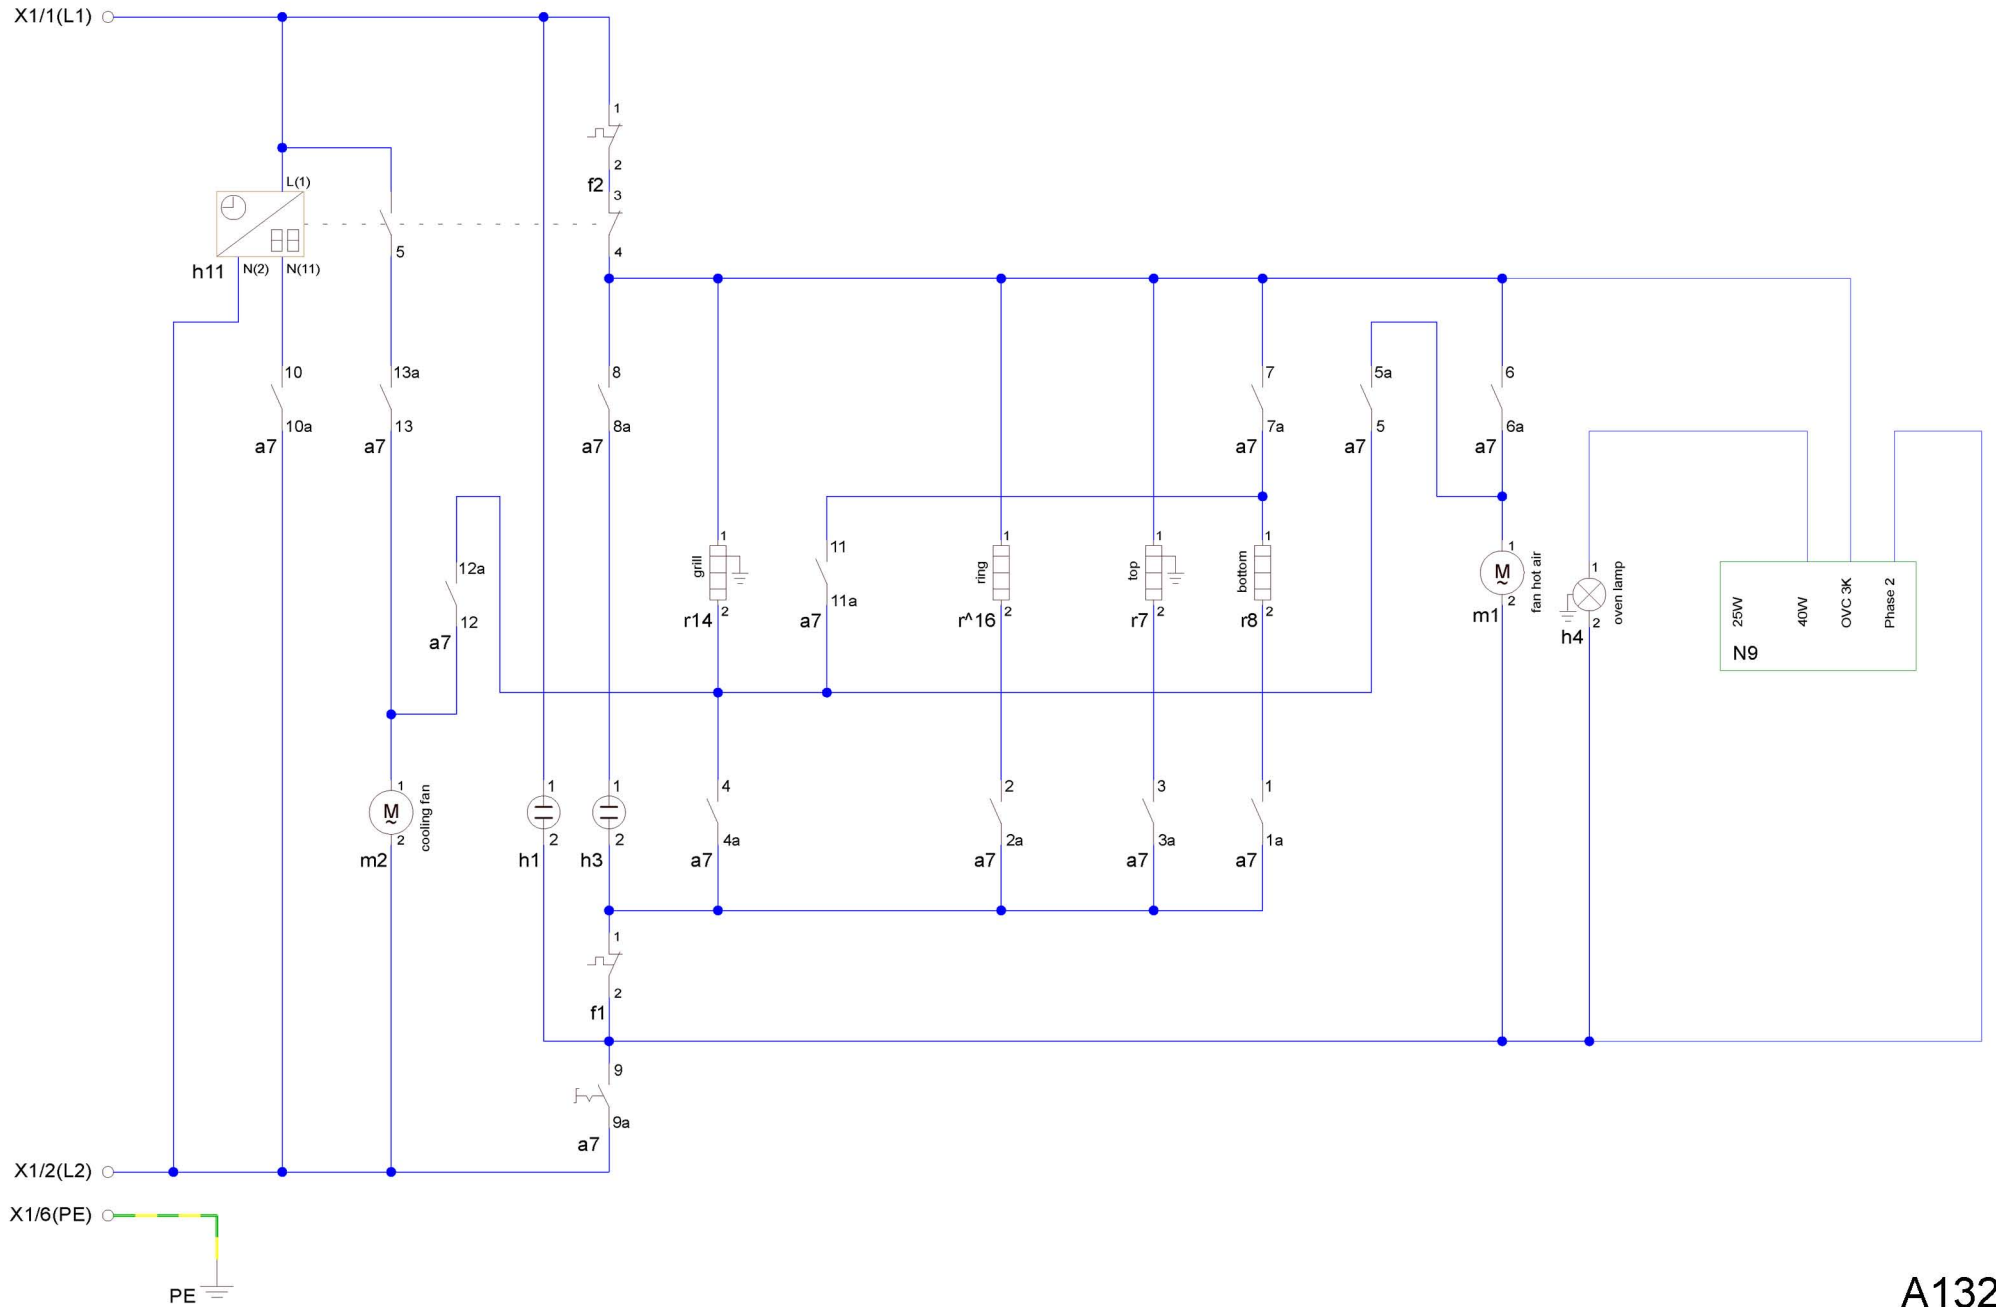 X1/1(L1)
1
2
f2
3
L(1)
4
5
h11
N(2)
N(11)
10
13a
8
7
5a
6
10a
13
8a
7a
5
6a
a7
a7
a7
a7
a7
a7
12a
12
a7
grill
1
2
r14
11
11a
a7
ring
1
2
r^16
top
1
2
r7
bottom
1
2
r8
1
M
~
2
m1
fan hot air
1
2
h4
oven lamp
25W
40W
OVC 3K
Phase 2
N9
1
M
~
2
m2
cooling fan
1
2
h1
1
2
h3
4
4a
a7
2
2a
a7
3
3a
a7
1
1a
a7
1
2
f1
9
9a
a7
X1/2(L2)
X1/6(PE)
PE
A132